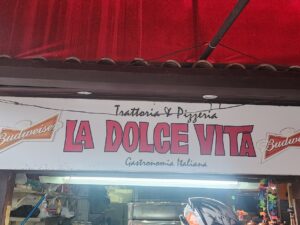 Trattoria & Pizzeria
Budweiser LA DOLCE VITA Budweiser
Gastronomia Italiana